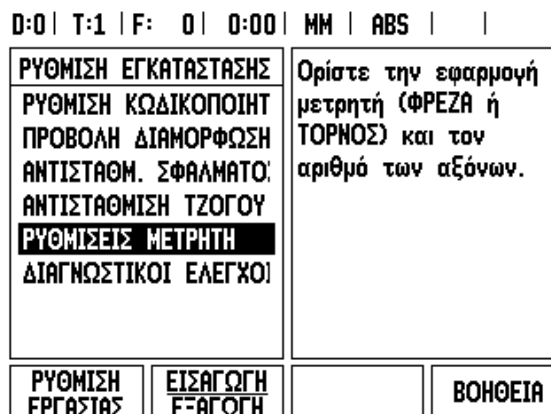 D:0 | T:1 | F: 0 | 0:00 | MM | ABS | |
ΡΥΘΜΙΣΗ ΕΓΚΑΤΑΣΤΑΣΗΣ
ΡΥΘΜΙΣΗ ΚΩΔΙΚΟΠΟΙΗΤ
ΠΡΟΒΟΛΗ ΔΙΑΜΟΡΦΩΣΗ
ΑΝΤΙΣΤΑΘΜ. ΣΦΑΛΜΑΤΟΣ
ΑΝΤΙΣΤΑΘΜΙΣΗ ΤΖΟΓΟΥ
ΡΥΘΜΙΣΕΙΣ ΜΕΤΡΗΤΗ
ΔΙΑΓΝΩΣΤΙΚΟΙ ΕΛΕΓΧΟΙ
Ορίστε την εφαρμογή
μετρητή (ΦΡΕΖΑ ή
ΤΟΡΝΟΣ) και τον
αριθμό των αξόνων.
ΡΥΘΜΙΣΗ
ΕΡΓΑΣΙΑΣ
ΕΙΣΑΓΩΓΗ
ΕΞΑΓΩΓΗ
ΒΟΗΘΕΙΑ